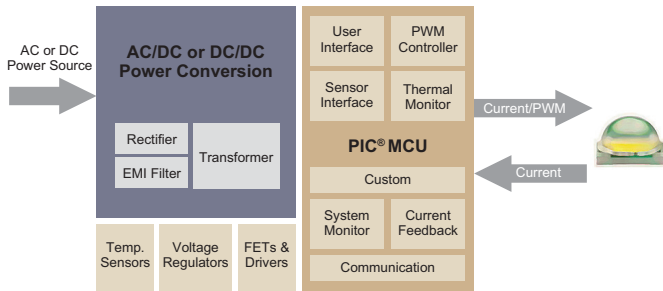 AC or DC
Power Source
AC/DC or DC/DC
Power Conversion
Rectifier
EMI Filter
Transformer
Temp.
Sensors
Voltage
Regulators
FETs &
Drivers
User
Interface
PWM
Controller
Sensor
Interface
Thermal
Monitor
PIC® MCU
Custom
System
Monitor
Current
Feedback
Communication
Current/PWM
Current